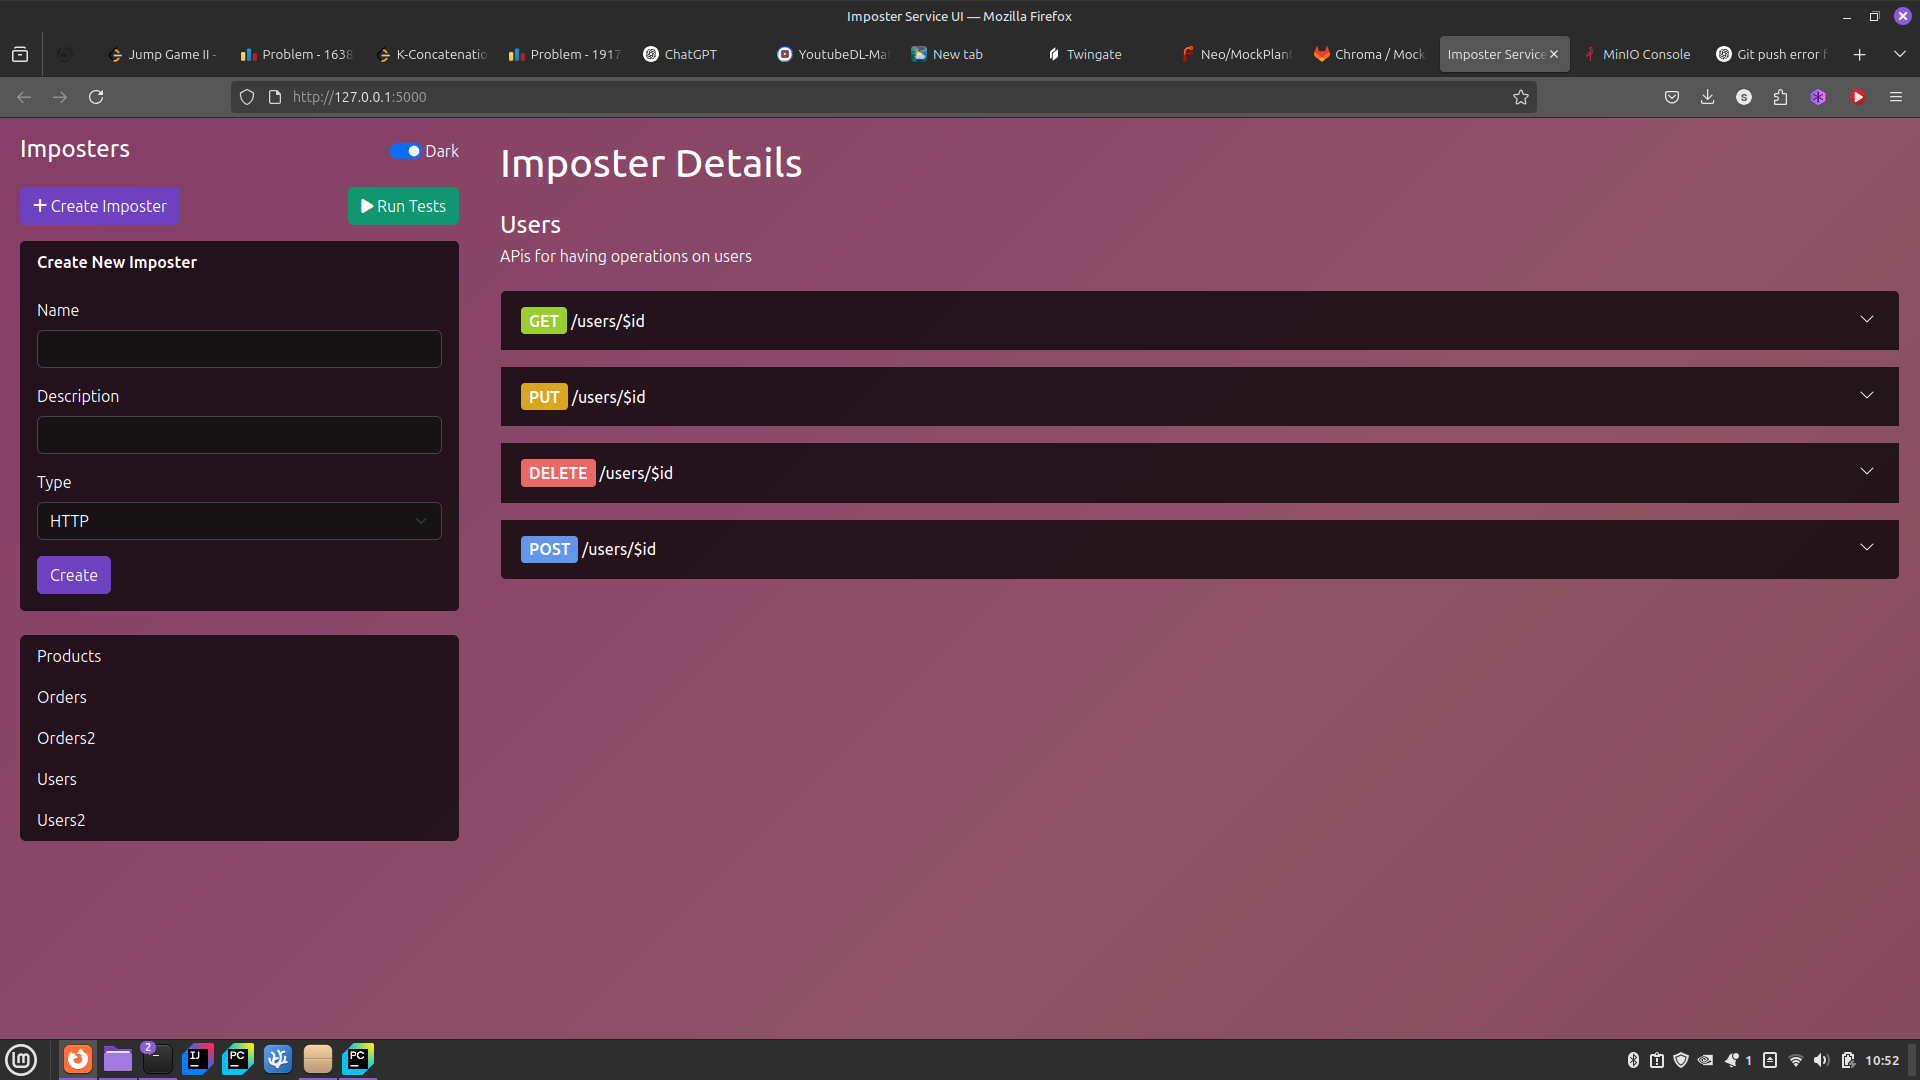 Imposter Service UI — Mozilla Firefox
Jump Game II -
Problem - 1638
K-Concatenatio
Problem - 1917
ChatGPT
YoutubeDL-Mat
New tab
Twingate
Neo/MockPlant
Chroma / Mock
Imposter Service
MinIO Console
Git push error f
http://127.0.0.1:5000
S
Imposters
Dark
Create Imposter
Run Tests
Create New Imposter
Name
Description
Type
HTTP
Create
Products
Orders
Orders2
Users
Users2
Imposter Details
Users
APis for having operations on users
GET /users/$id
PUT /users/$id
DELETE /users/$id
POST /users/$id
2
IJ
PC
PC
1
10:52